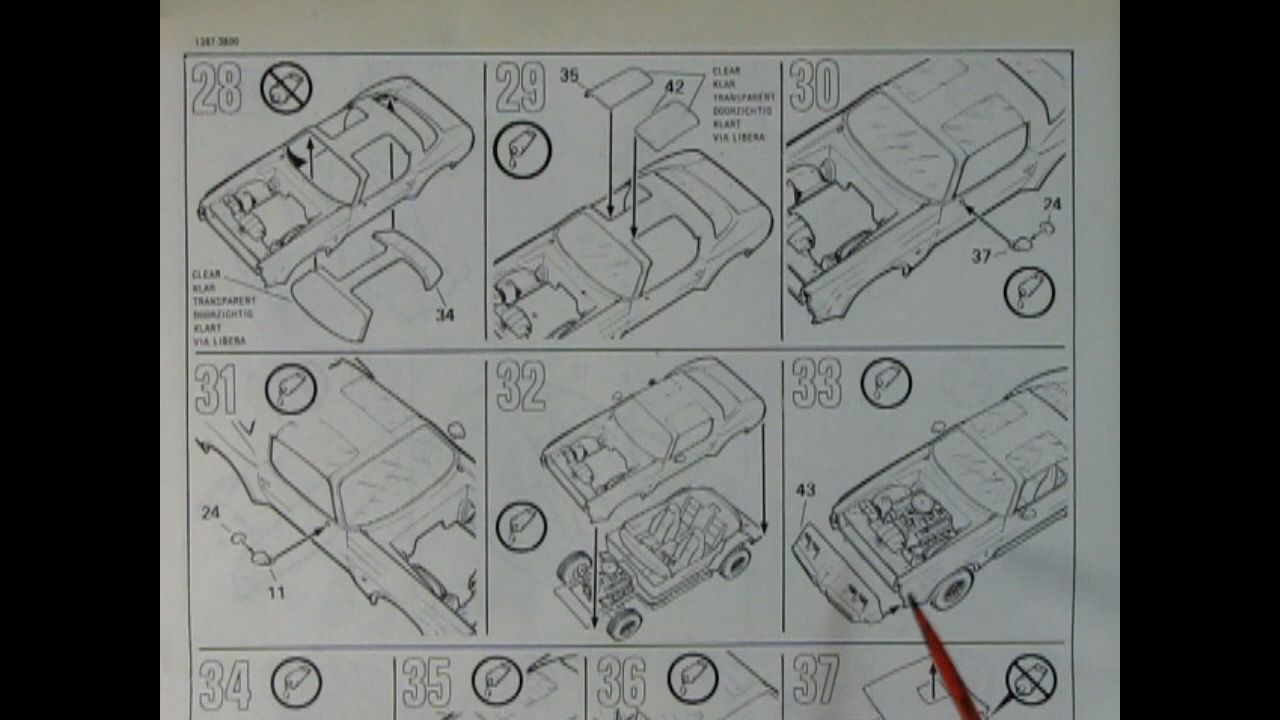 1387-3800
28
CLEAR
KLAR
TRANSPARENT
DOORZICHTIG
KLART
VIA LIBERA
34
29
35
42
CLEAR
KLAR
TRANSPARENT
DOORZICHTIG
KLART
VIA LIBERA
30
24
37
31
24
11
32
33
43
34
35
36
37